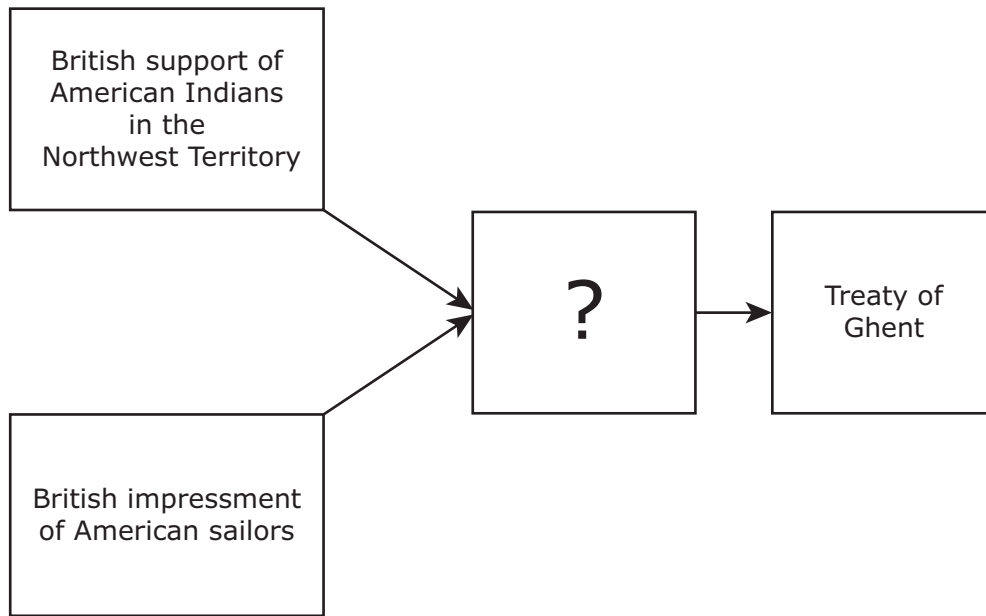 British support of
American Indians
in the
Northwest Territory
?
Treaty of
Ghent
British impressment
of American sailors